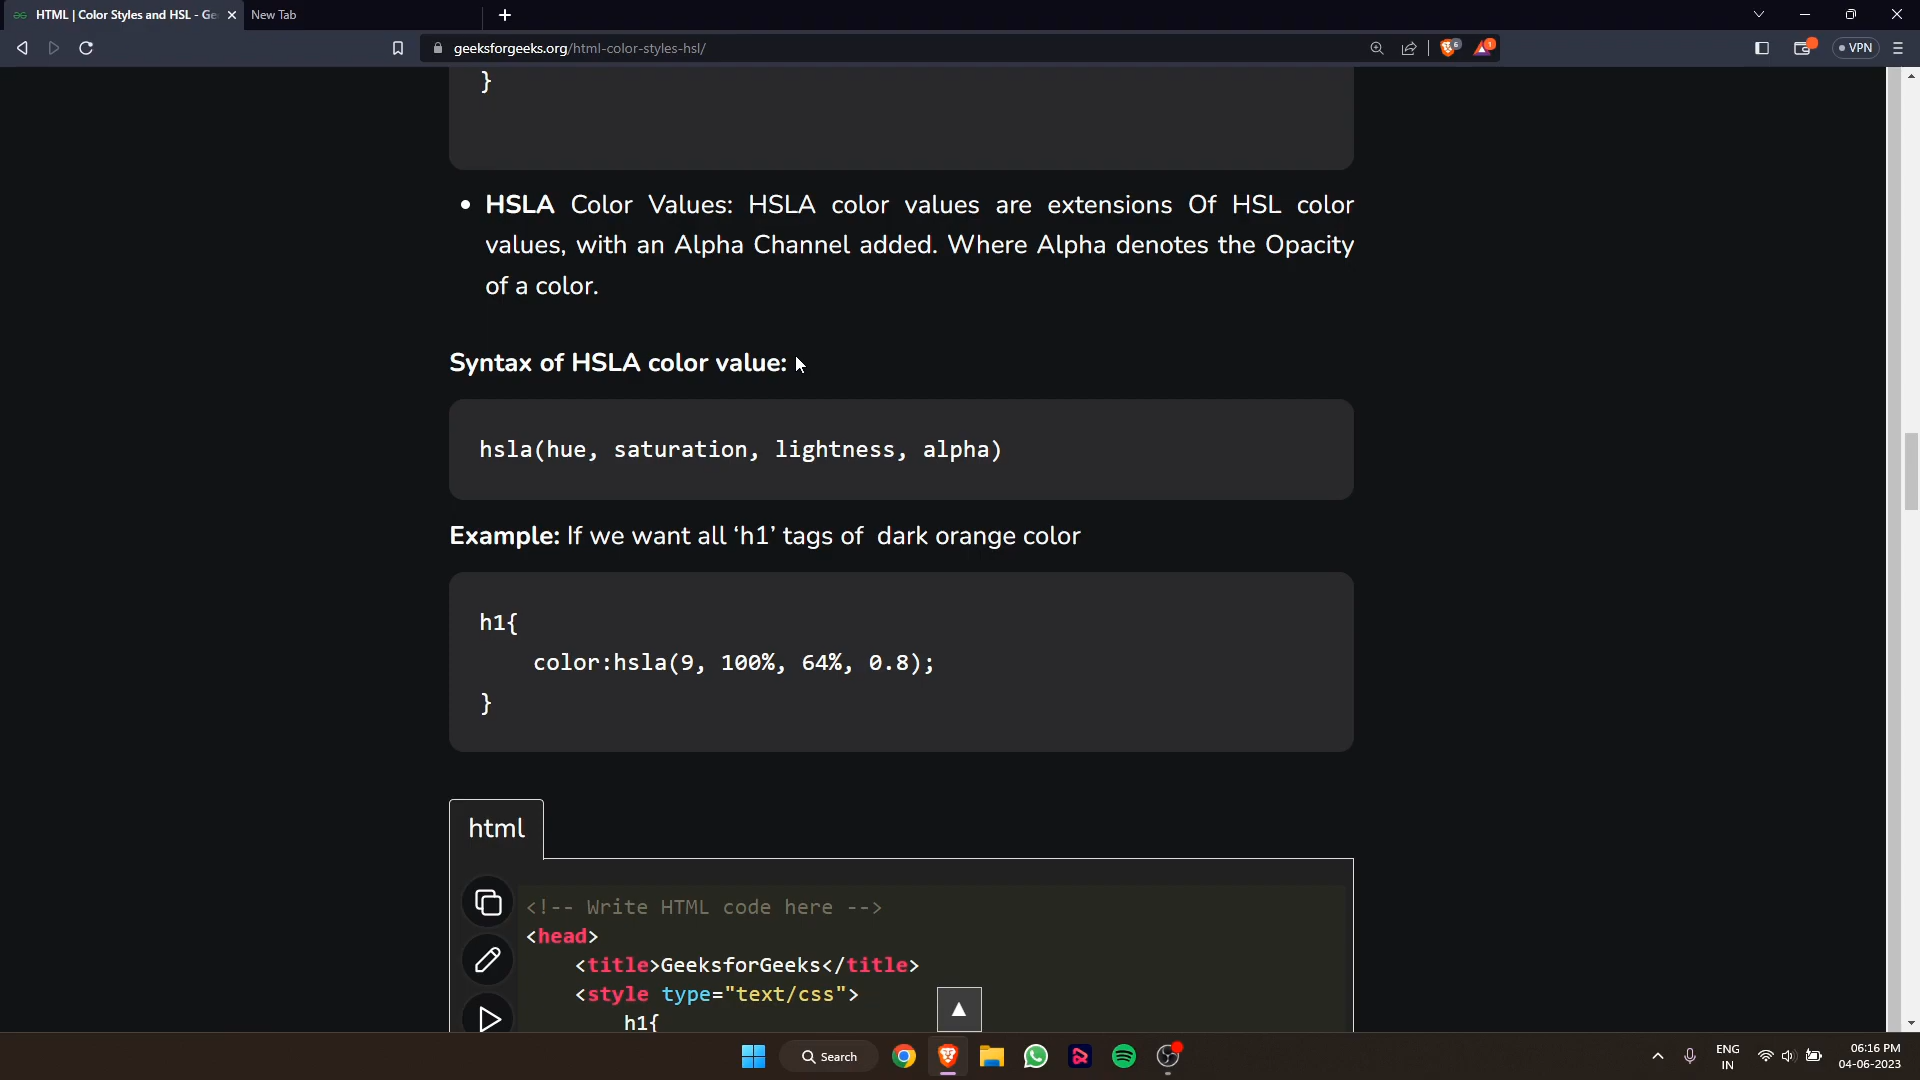 HTML | Color Styles and HSL - Ge
New Tab
geeksforgeeks.org/html-color-styles-hsl/
6
1
VPN
}
• HSLA Color Values: HSLA color values are extensions Of HSL color
values, with an Alpha Channel added. Where Alpha denotes the Opacity
of a color.
Syntax of HSLA color value:
hsla(hue, saturation, lightness, alpha)
Example: If we want all ‘h1’ tags of dark orange color
h1{
color:hsla(9, 100%, 64%, 0.8);
}
html
<!-- Write HTML code here -->
<head>
<title>GeeksforGeeks</title>
<style type="text/css">
h1{
Search
ENG
IN
06:16 PM
04-06-2023